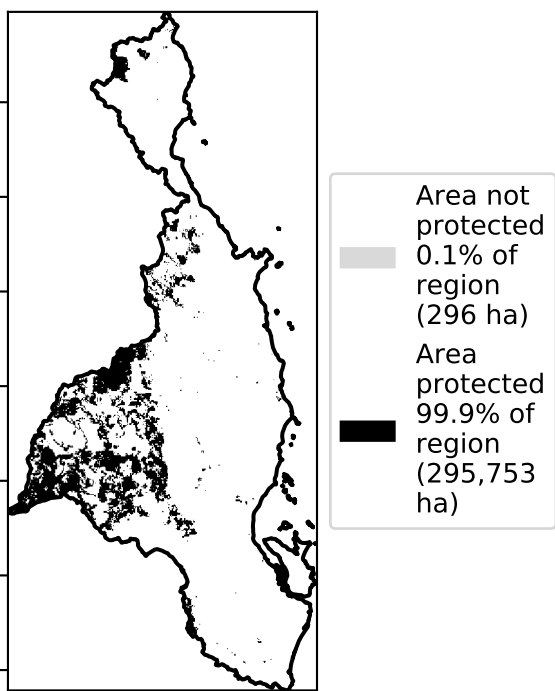 Area not
protected
0.1% of
region
(296 ha)
Area
protected
99.9% of
region
(295,753
ha)